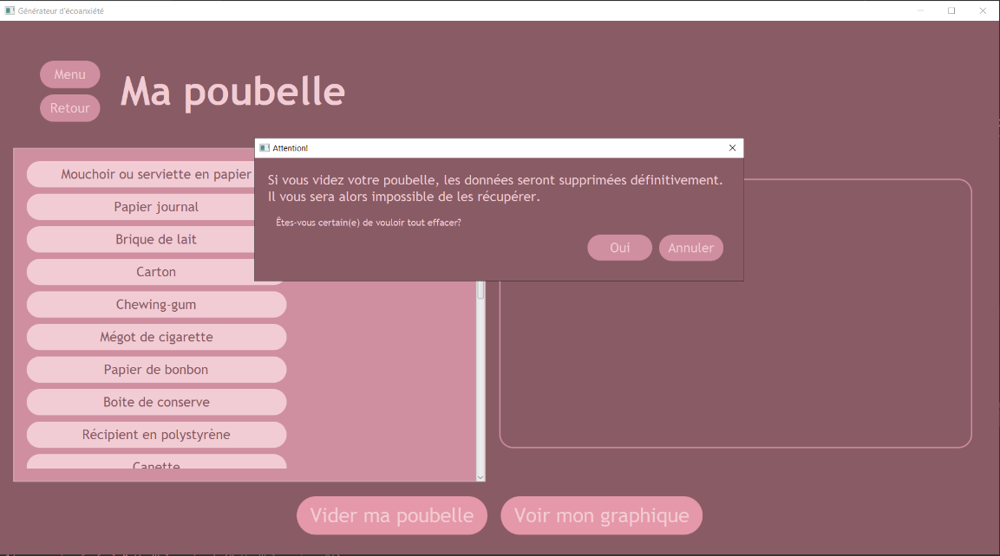 Générateur d'écoanxiété
Menu
Retour
Ma poubelle
Attention!
Si vous videz votre poubelle, les données seront supprimées définitivement.
Il vous sera alors impossible de les récupérer.
Êtes-vous certain(e) de vouloir tout effacer?
Oui
Annuler
Mouchoir ou serviette en papier
Papier journal
Brique de lait
Carton
Chewing-gum
Mégot de cigarette
Papier de bonbon
Boite de conserve
Récipient en polystyrène
Canette
Vider ma poubelle
Voir mon graphique